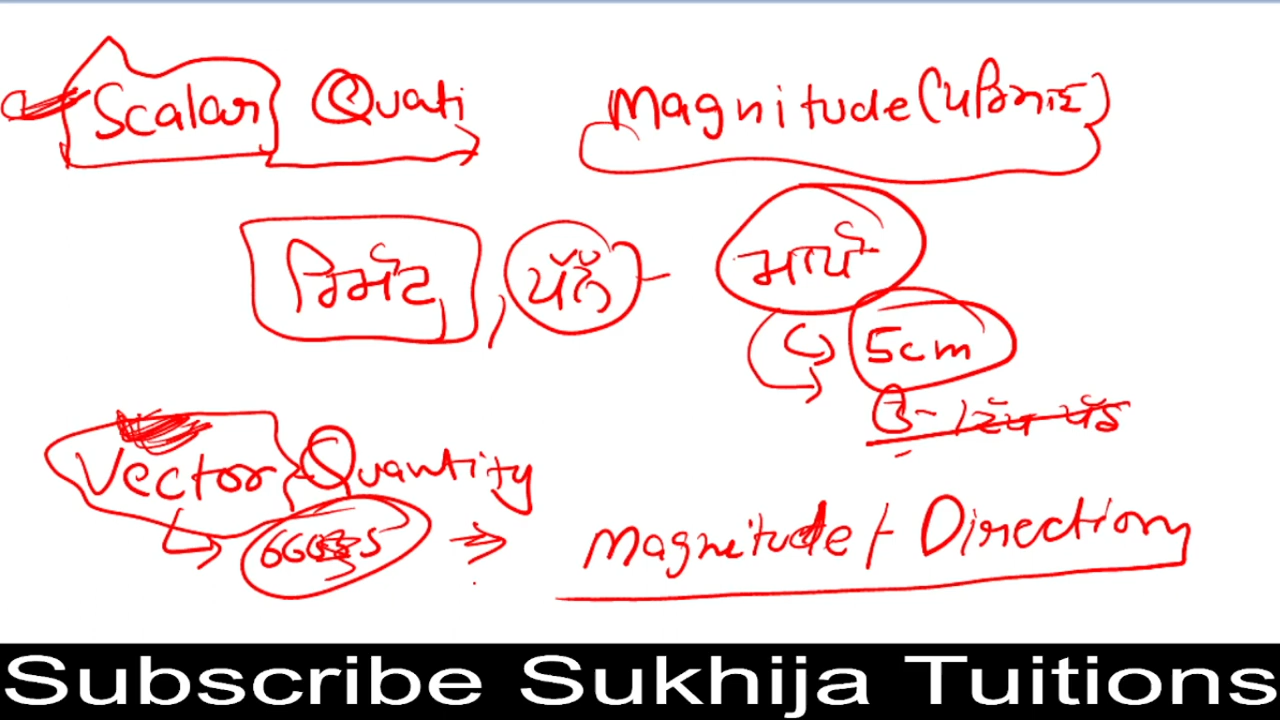 Scalar Quati Magnitude (ਪਰਿਮਾਣ)
ਰਿਮੋਟ, ਪੈੱਨ - ਮਾਪੋ
5cm
Vector Quantity
Magnitude / Direction
Subscribe Sukhija Tuitions